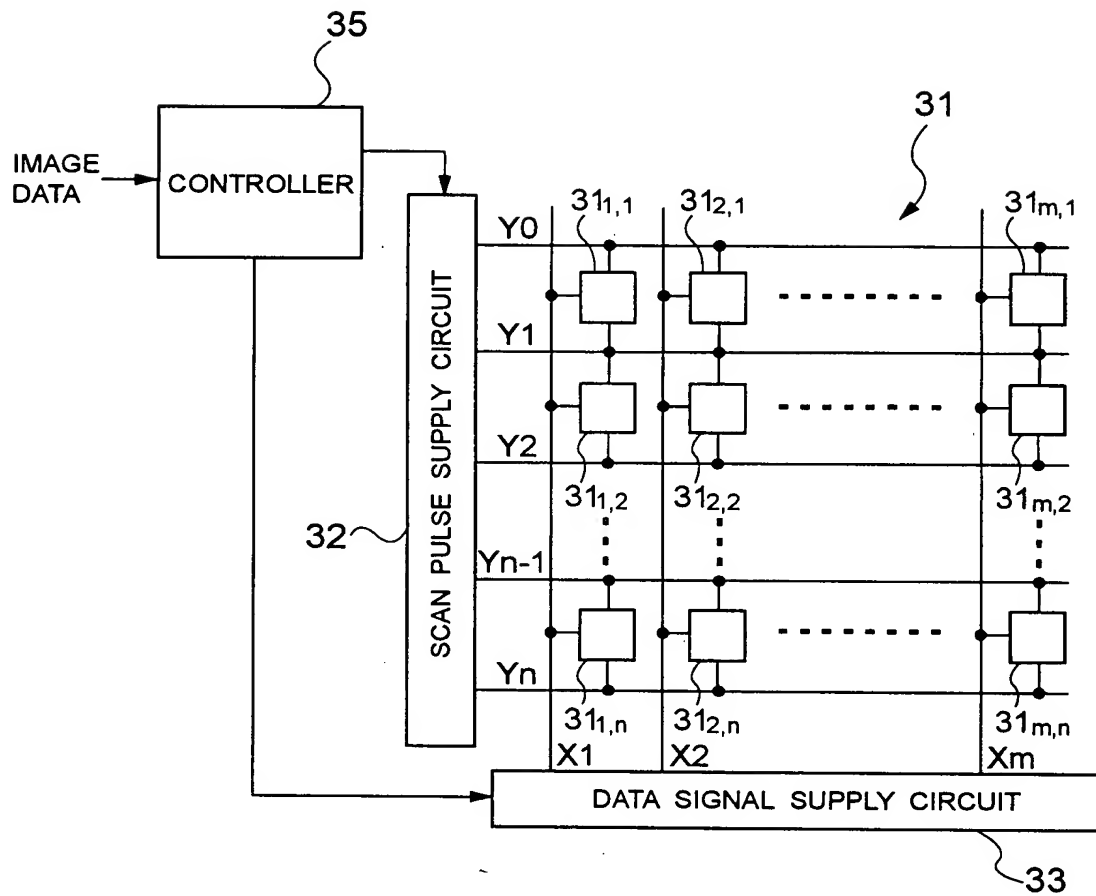 35
31
IMAGE
DATA
CONTROLLER
31₁,₁
31₂,₁
31ₘ,₁
Y0
Y1
31₁,₂
31₂,₂
31ₘ,₂
Y2
32
SCAN PULSE SUPPLY CIRCUIT
Yn-1
Yn
31₁,ₙ
31₂,ₙ
31ₘ,ₙ
X1
X2
Xm
DATA SIGNAL SUPPLY CIRCUIT
33